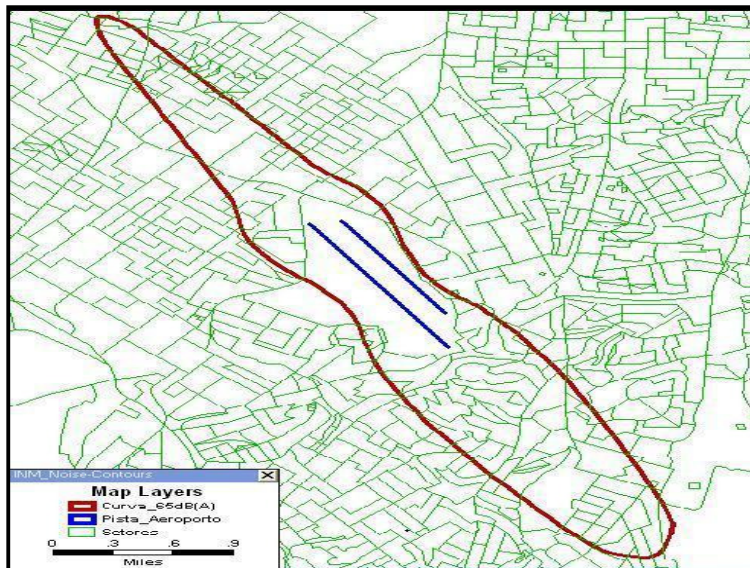 INM_Noise-Contours
Map Layers
Curva_65dB(A)
Pista_Aeroporto
Setores
0 .3 .6 .9
Miles